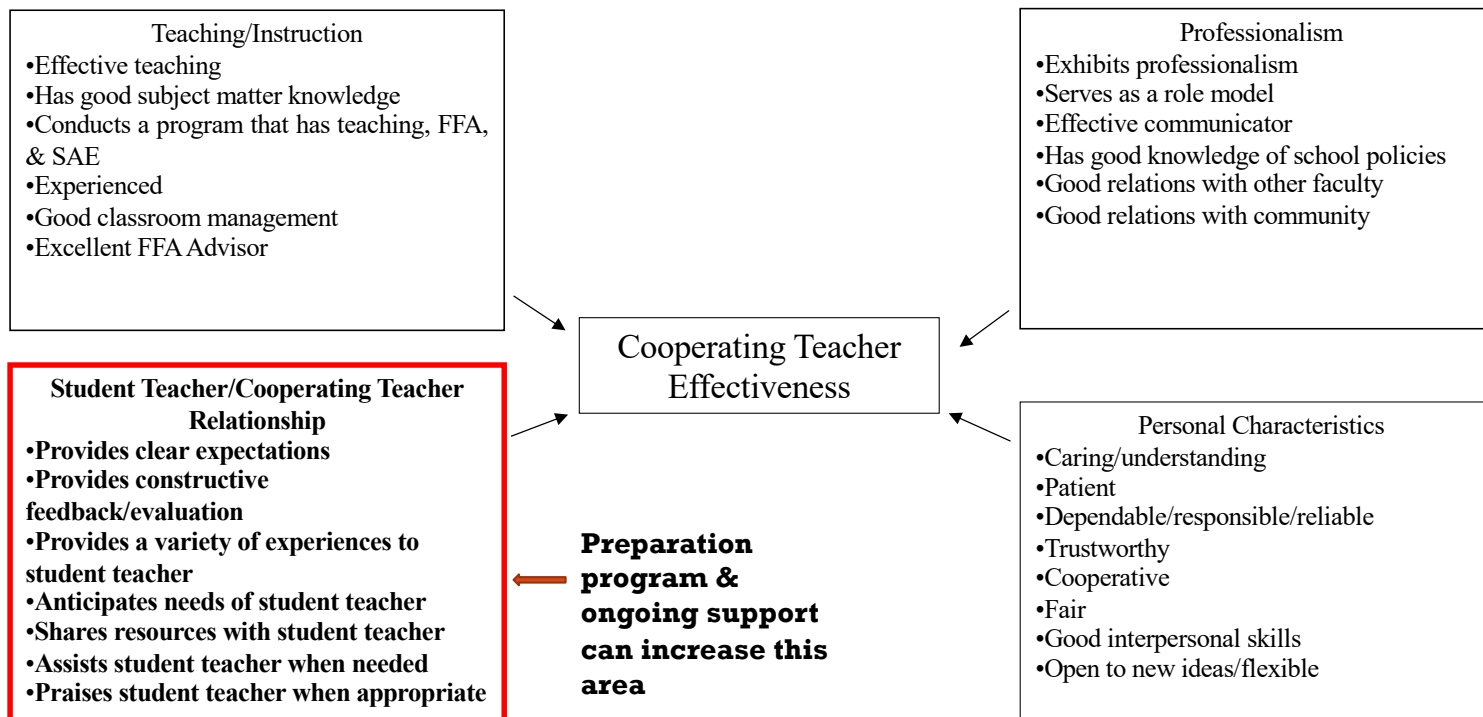 Teaching/Instruction
•Effective teaching
•Has good subject matter knowledge
•Conducts a program that has teaching, FFA,
& SAE
•Experienced
•Good classroom management
•Excellent FFA Advisor
Professionalism
•Exhibits professionalism
•Serves as a role model
•Effective communicator
•Has good knowledge of school policies
•Good relations with other faculty
•Good relations with community
Cooperating Teacher
Effectiveness
Student Teacher/Cooperating Teacher
Relationship
•Provides clear expectations
•Provides constructive
feedback/evaluation
•Provides a variety of experiences to
student teacher
•Anticipates needs of student teacher
•Shares resources with student teacher
•Assists student teacher when needed
•Praises student teacher when appropriate
Preparation
program &
ongoing support
can increase this
area
Personal Characteristics
•Caring/understanding
•Patient
•Dependable/responsible/reliable
•Trustworthy
•Cooperative
•Fair
•Good interpersonal skills
•Open to new ideas/flexible